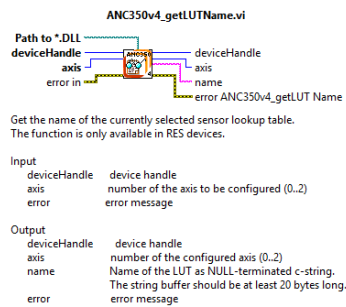 ANC350v4_getLUTName.vi
Path to *.DLL
deviceHandle
axis
error in
ANC350
4
deviceHandle
axis
name
error ANC350v4_getLUT Name
Get the name of the currently selected sensor lookup table.
The function is only available in RES devices.
Input
deviceHandle device handle
axis number of the axis to be configured (0..2)
error error message
Output
deviceHandle device handle
axis number of the configured axis (0..2)
name Name of the LUT as NULL-terminated c-string.
The string buffer should be at least 20 bytes long.
error error message